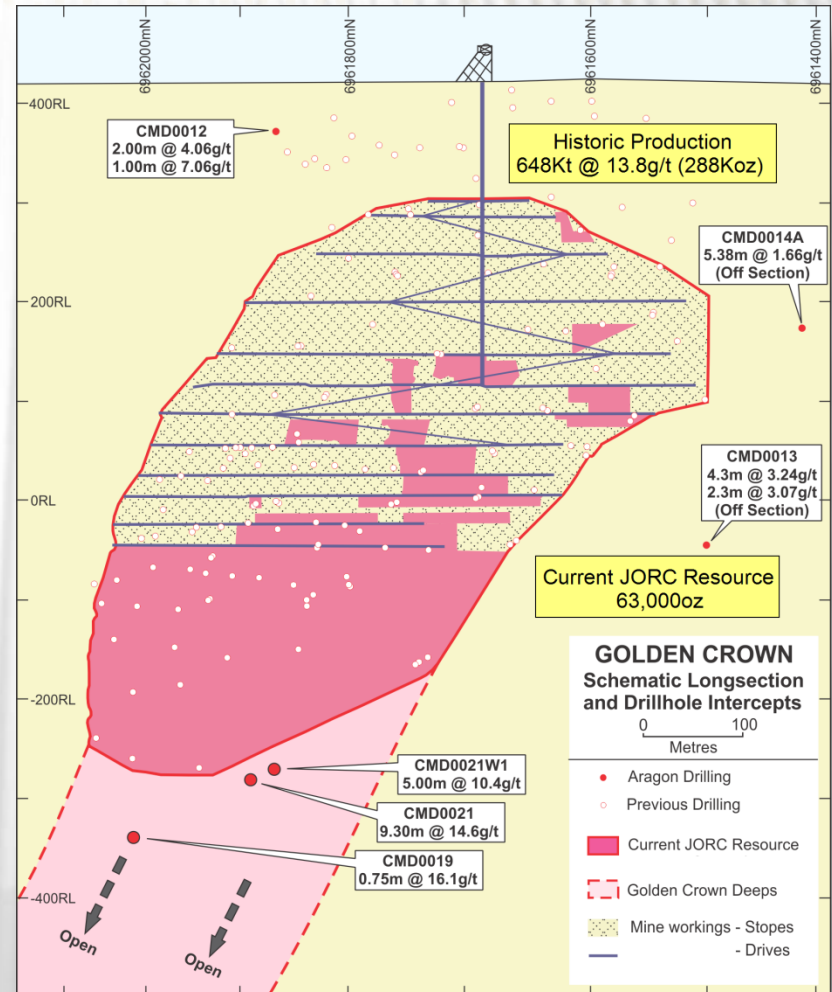 6962000mN
6961800mN
6961600mN
6961400mN
400RL
CMD0012
2.00m @ 4.06g/t
1.00m @ 7.06g/t
Historic Production
648Kt @ 13.8g/t (288Koz)
CMD0014A
5.38m @ 1.66g/t
(Off Section)
200RL
CMD0013
4.3m @ 3.24g/t
2.3m @ 3.07g/t
(Off Section)
0RL
Current JORC Resource
63,000oz
GOLDEN CROWN
Schematic Longsection
and Drillhole Intercepts
0 100
Metres
Aragon Drilling
Previous Drilling
Current JORC Resource
Golden Crown Deeps
Mine workings - Stopes
- Drives
-200RL
CMD0021W1
5.00m @ 10.4g/t
CMD0021
9.30m @ 14.6g/t
CMD0019
0.75m @ 16.1g/t
-400RL
Open
Open